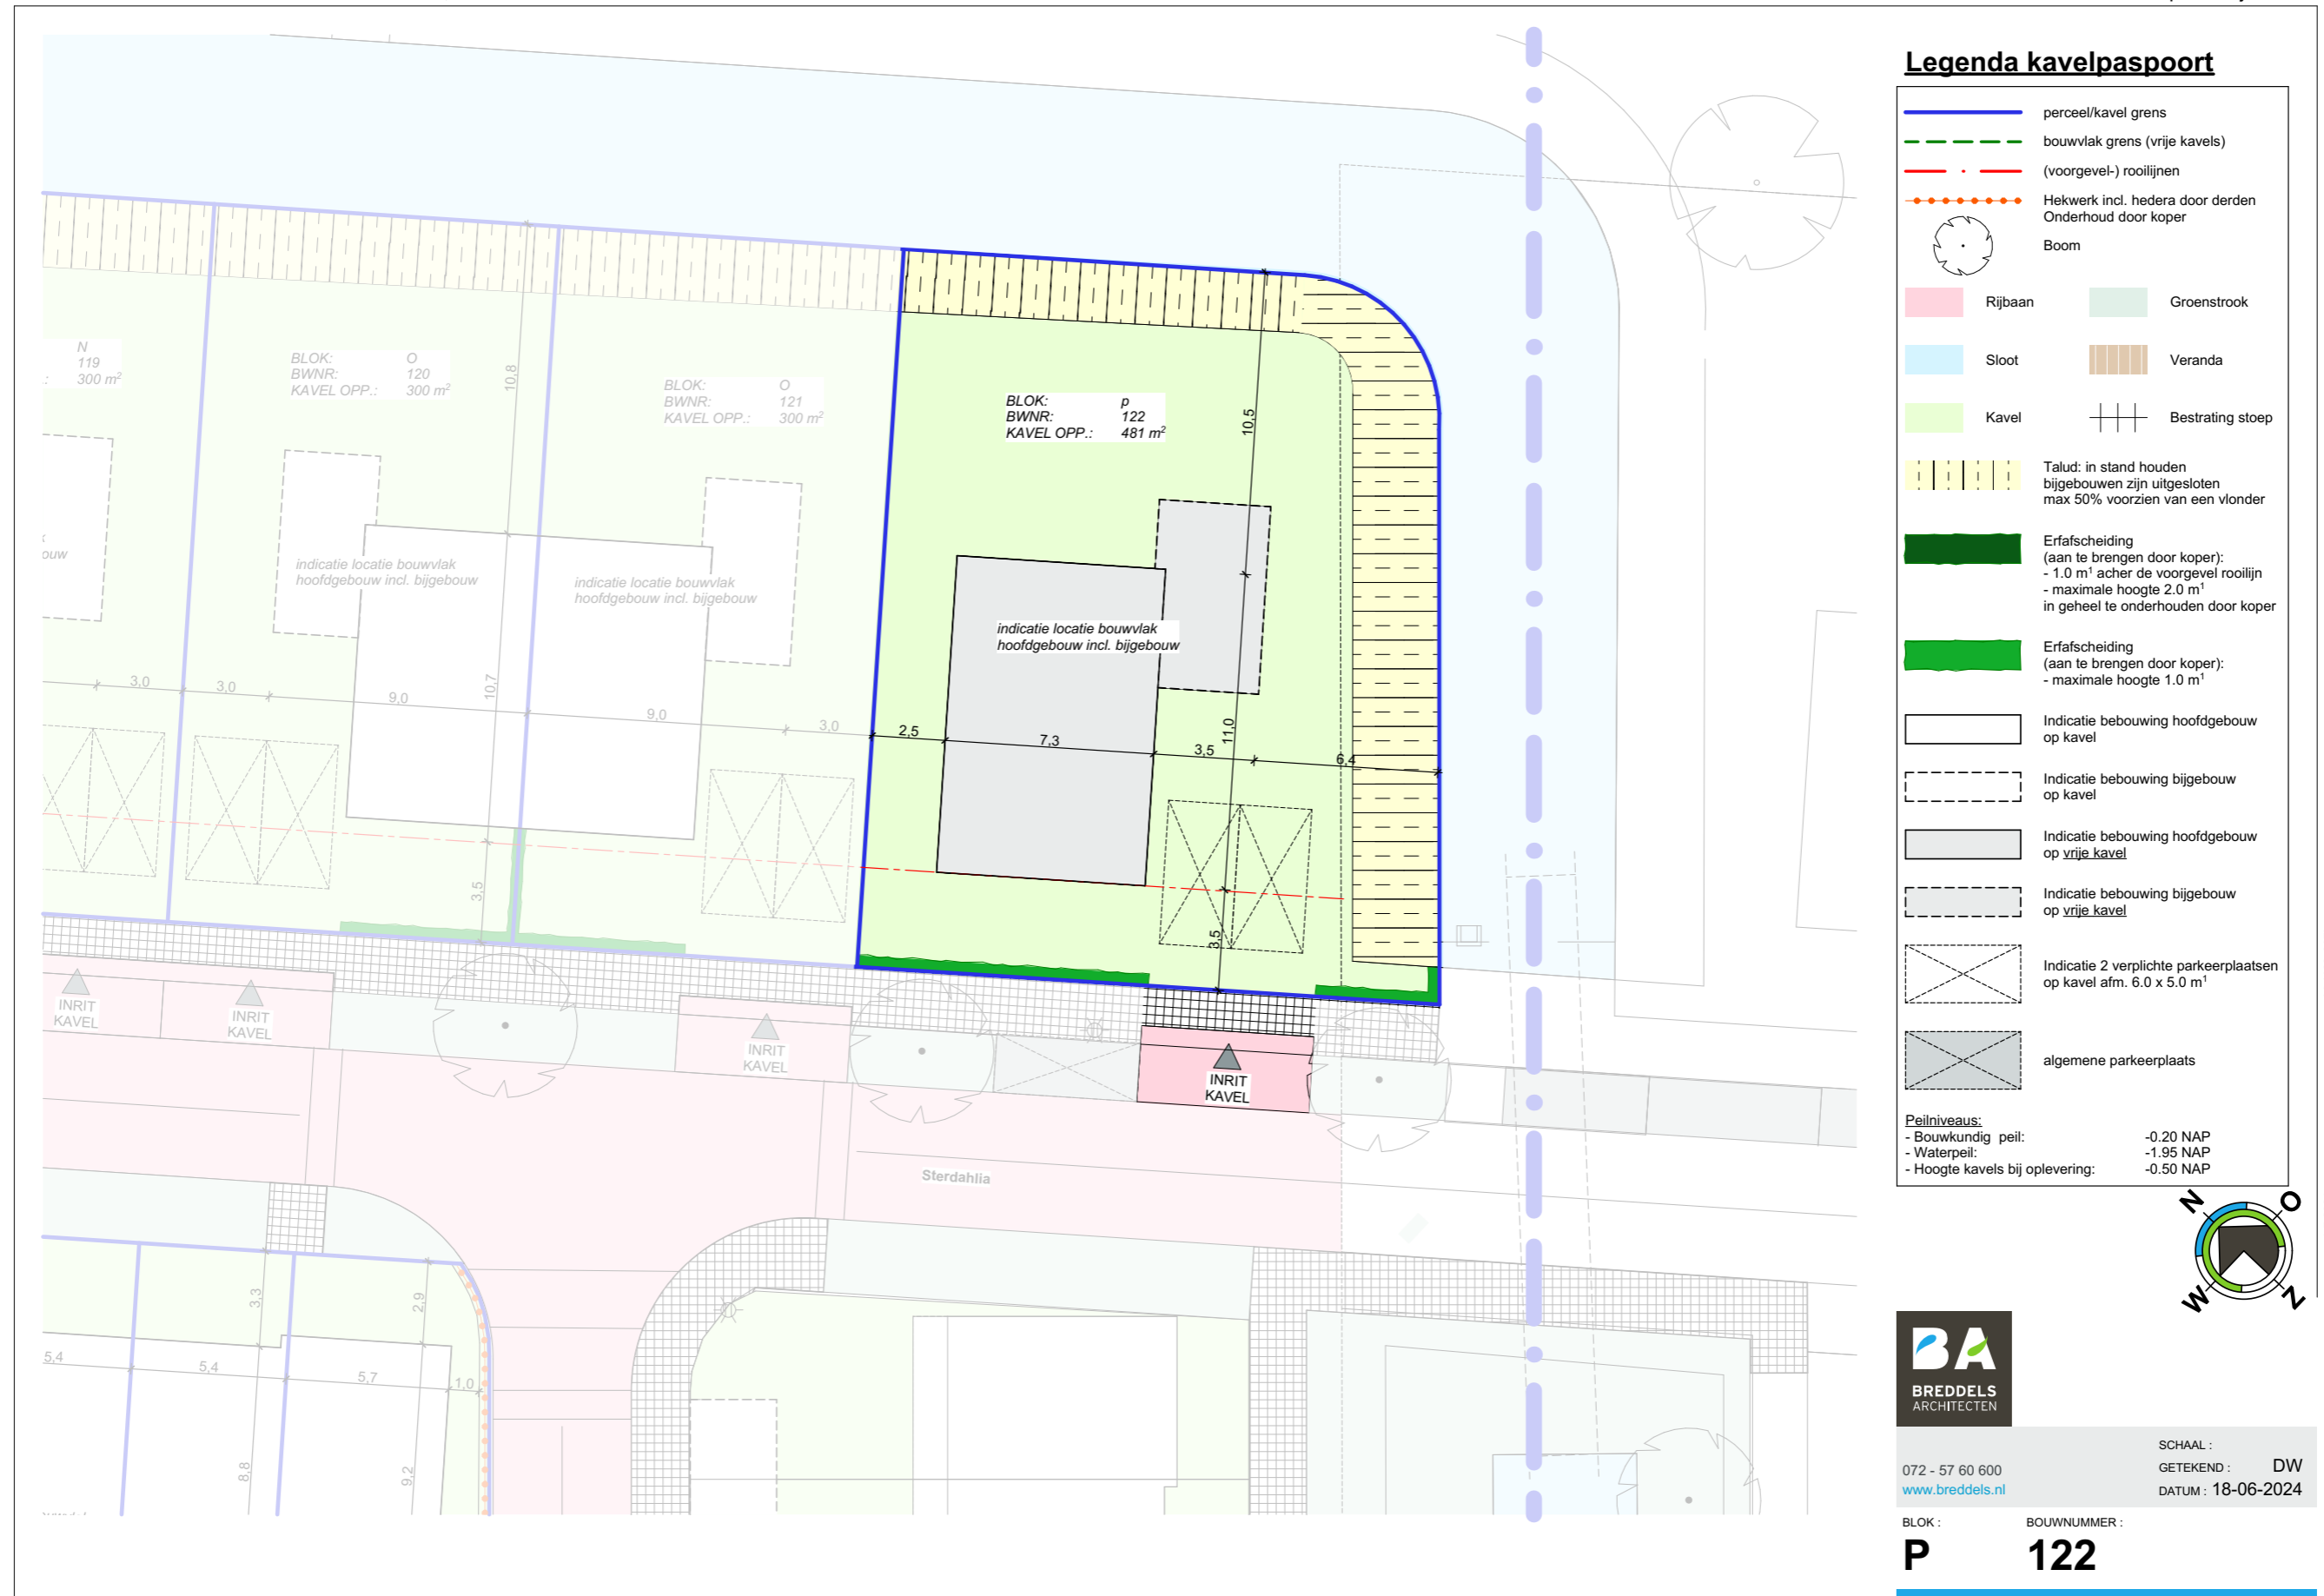 Legenda kavelpaspoort
perceel/kavel grens
bouwvlak grens (vrije kavels)
(voorgevel-) rooilijnen
Hekwerk incl. hedera door derden
Onderhoud door koper
Boom
Rijbaan
Groenstrook
Sloot
Veranda
Kavel
Bestrating stoep
Talud: in stand houden
bijgebouwen zijn uitgesloten
max 50% voorzien van een vlonder
Erfafscheiding
(aan te brengen door koper):
- 1.0 m¹ acher de voorgevel rooilijn
- maximale hoogte 2.0 m¹
in geheel te onderhouden door koper
Erfafscheiding
(aan te brengen door koper):
- maximale hoogte 1.0 m¹
Indicatie bebouwing hoofdgebouw
op kavel
Indicatie bebouwing bijgebouw
op kavel
Indicatie bebouwing hoofdgebouw
op vrije kavel
Indicatie bebouwing bijgebouw
op vrije kavel
Indicatie 2 verplichte parkeerplaatsen
op kavel afm. 6.0 x 5.0 m¹
algemene parkeerplaats
Peilniveaus:
- Bouwkundig peil: -0.20 NAP
- Waterpeil: -1.95 NAP
- Hoogte kavels bij oplevering: -0.50 NAP
N
O
W
Z
BA
BREDDELS
ARCHITECTEN
072 - 57 60 600
www.breddels.nl
SCHAAL :
GETEKEND : DW
DATUM : 18-06-2024
BLOK :
P
BOUWNUMMER :
122
N
119
300 m²
BLOK: O
BWNR: 120
KAVEL OPP.: 300 m²
BLOK: O
BWNR: 121
KAVEL OPP.: 300 m²
BLOK: p
BWNR: 122
KAVEL OPP.: 481 m²
10,8
10,5
ouw
indicatie locatie bouwvlak
hoofdgebouw incl. bijgebouw
indicatie locatie bouwvlak
hoofdgebouw incl. bijgebouw
indicatie locatie bouwvlak
hoofdgebouw incl. bijgebouw
3,0
3,0
9,0
10,7
9,0
3,0
2,5
7,3
3,5
11,0
6,4
3,5
3,5
INRIT
KAVEL
INRIT
KAVEL
INRIT
KAVEL
INRIT
KAVEL
Sterdahlia
3,3
2,9
5,4
5,4
5,7
1,0
8,8
9,2